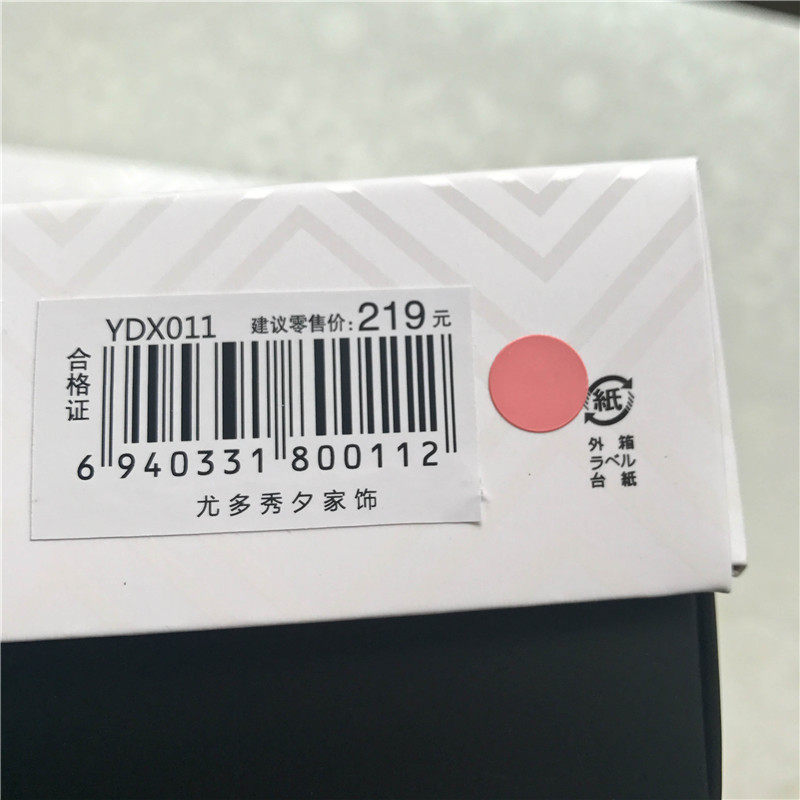 YDX011 建议零售价:219元
合格证
6 940331 800112
尤多秀夕家饰
紙
外箱
ラベル
台紙